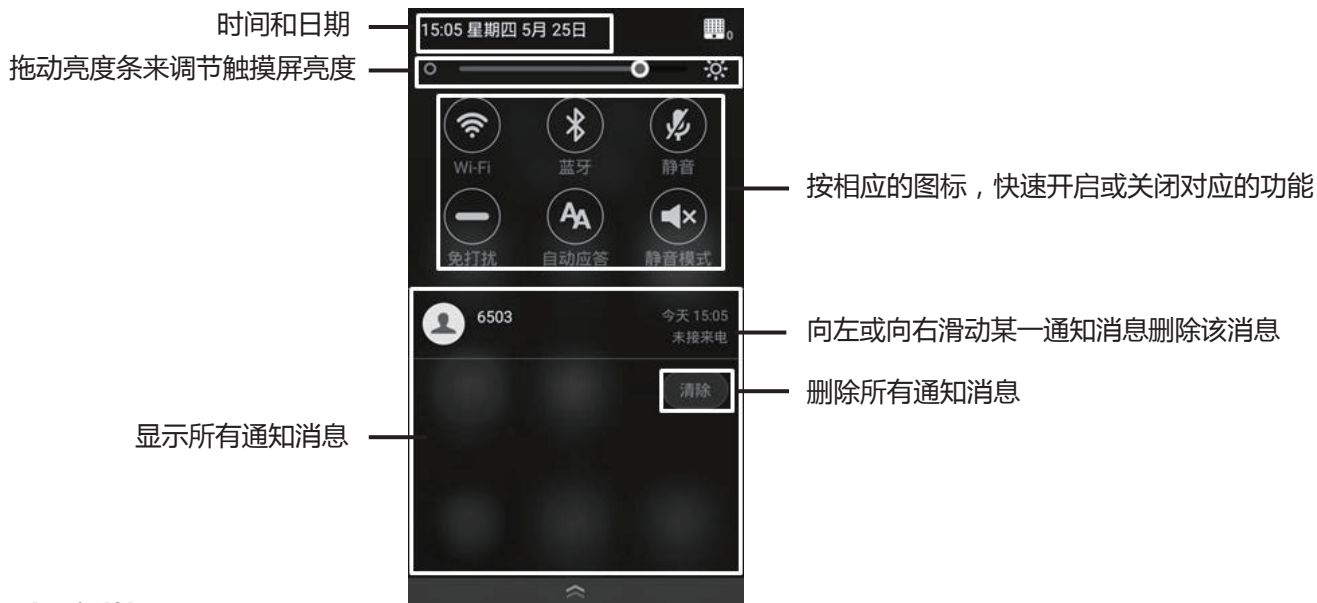 时间和日期
15:05 星期四 5月 25日
0
拖动亮度条来调节触摸屏亮度
Wi-Fi 蓝牙 静音
按相应的图标，快速开启或关闭对应的功能
免打扰 自动应答 静音模式
6503 今天 15:05
未接来电
向左或向右滑动某一通知消息删除该消息
清除
删除所有通知消息
显示所有通知消息